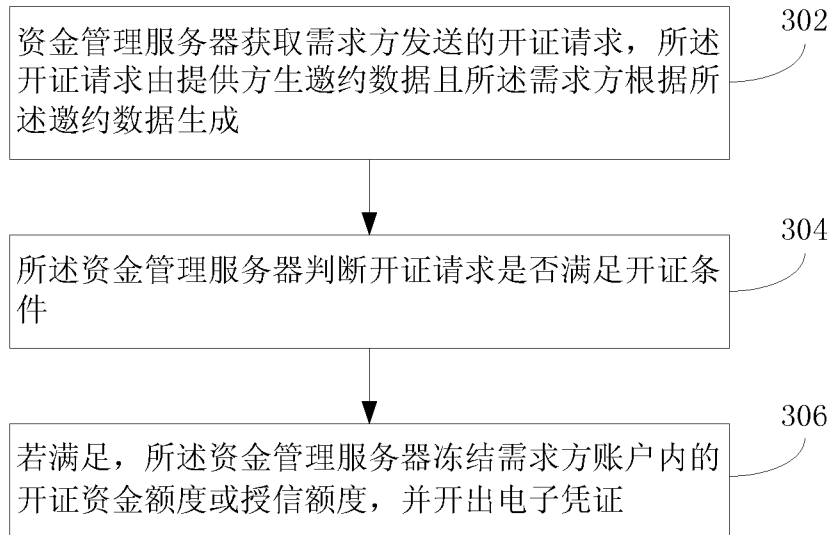 资金管理服务器获取需求方发送的开证请求，所述
302
开证请求由提供方生邀约数据且所述需求方根据所
述邀约数据生成
304
所述资金管理服务器判断开证请求是否满足开证条
件
306
若满足，所述资金管理服务器冻结需求方账户内的
开证资金额度或授信额度，并开出电子凭证